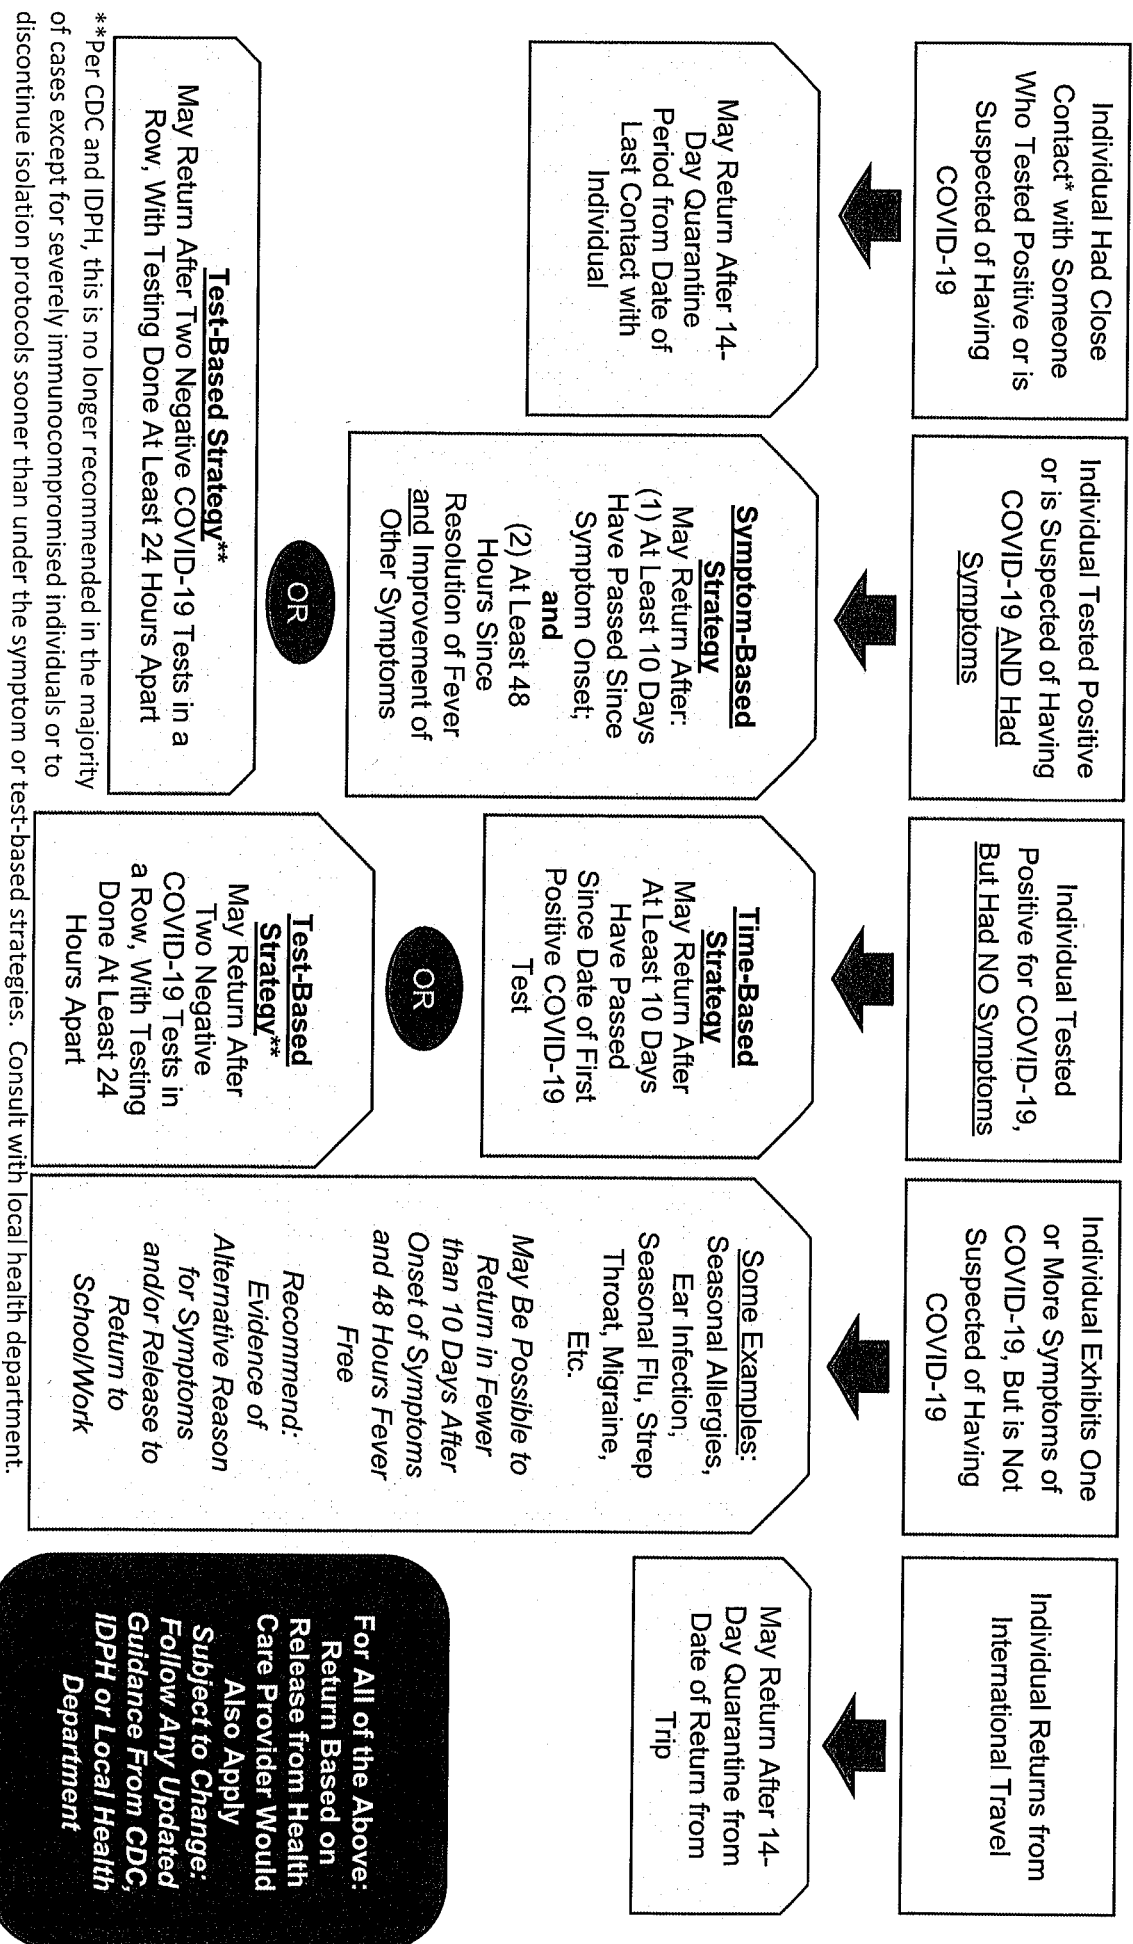 Individual Had Close
Contact* with Someone
Who Tested Positive or is
Suspected of Having
COVID-19
May Return After 14-
Day Quarantine
Period from Date of
Last Contact with
Individual
Individual Tested Positive
or is Suspected of Having
COVID-19 AND Had
Symptoms
Symptom-Based
Strategy
May Return After:
(1) At Least 10 Days
Have Passed Since
Symptom Onset;
and
(2) At Least 48
Hours Since
Resolution of Fever
and Improvement of
Other Symptoms
OR
Test-Based Strategy**
May Return After Two Negative COVID-19 Tests in a
Row, With Testing Done At Least 24 Hours Apart
Individual Tested
Positive for COVID-19,
But Had NO Symptoms
Time-Based
Strategy
May Return After
At Least 10 Days
Have Passed
Since Date of First
Positive COVID-19
Test
OR
Test-Based
Strategy**
May Return After
Two Negative
COVID-19 Tests in
a Row, With Testing
Done At Least 24
Hours Apart
Individual Exhibits One
or More Symptoms of
COVID-19, But is Not
Suspected of Having
COVID-19
Some Examples:
Seasonal Allergies,
Ear Infection,
Seasonal Flu, Strep
Throat, Migraine,
Etc.
May Be Possible to
Return in Fewer
than 10 Days After
Onset of Symptoms
and 48 Hours Fever
Free
Recommend:
Evidence of
Alternative Reason
for Symptoms
and/or Release to
Return to
School/Work
Individual Returns from
International Travel
May Return After 14-
Day Quarantine from
Date of Return from
Trip
For All of the Above:
Return Based on
Release from Health
Care Provider Would
Also Apply
Subject to Change:
Follow Any Updated
Guidance From CDC,
IDPH or Local Health
Department
**Per CDC and IDPH, this is no longer recommended in the majority
of cases except for severely immunocompromised individuals or to
discontinue isolation protocols sooner than under the symptom or test-based strategies. Consult with local health department.